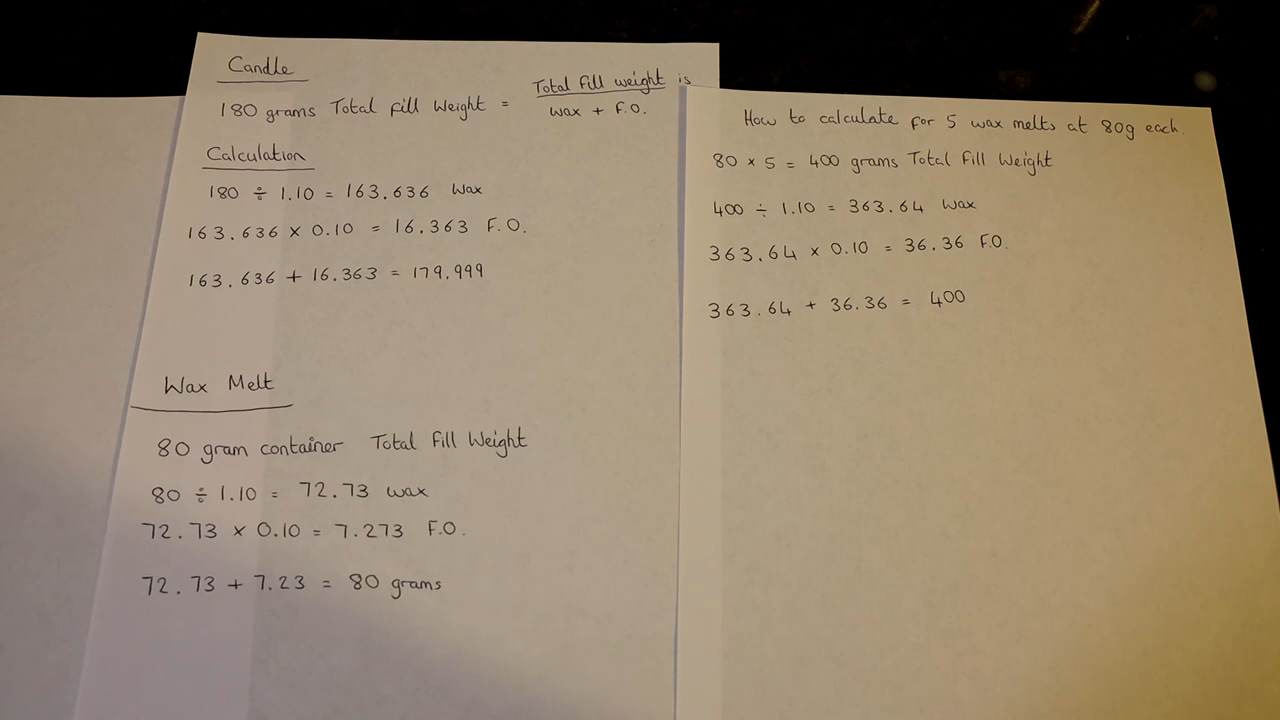 Candle
180 grams Total fill Weight = Total fill weight is
wax + F.O.
Calculation
180 ÷ 1.10 = 163.636 Wax
163.636 x 0.10 = 16.363 F.O.
163.636 + 16.363 = 179.999
Wax Melt
80 gram container Total Fill Weight
80 ÷ 1.10 = 72.73 wax
72.73 x 0.10 = 7.273 F.O.
72.73 + 7.23 = 80 grams
How to calculate for 5 wax melts at 80g each.
80 x 5 = 400 grams Total Fill Weight
400 ÷ 1.10 = 363.64 Wax
363.64 x 0.10 = 36.36 F.O.
363.64 + 36.36 = 400